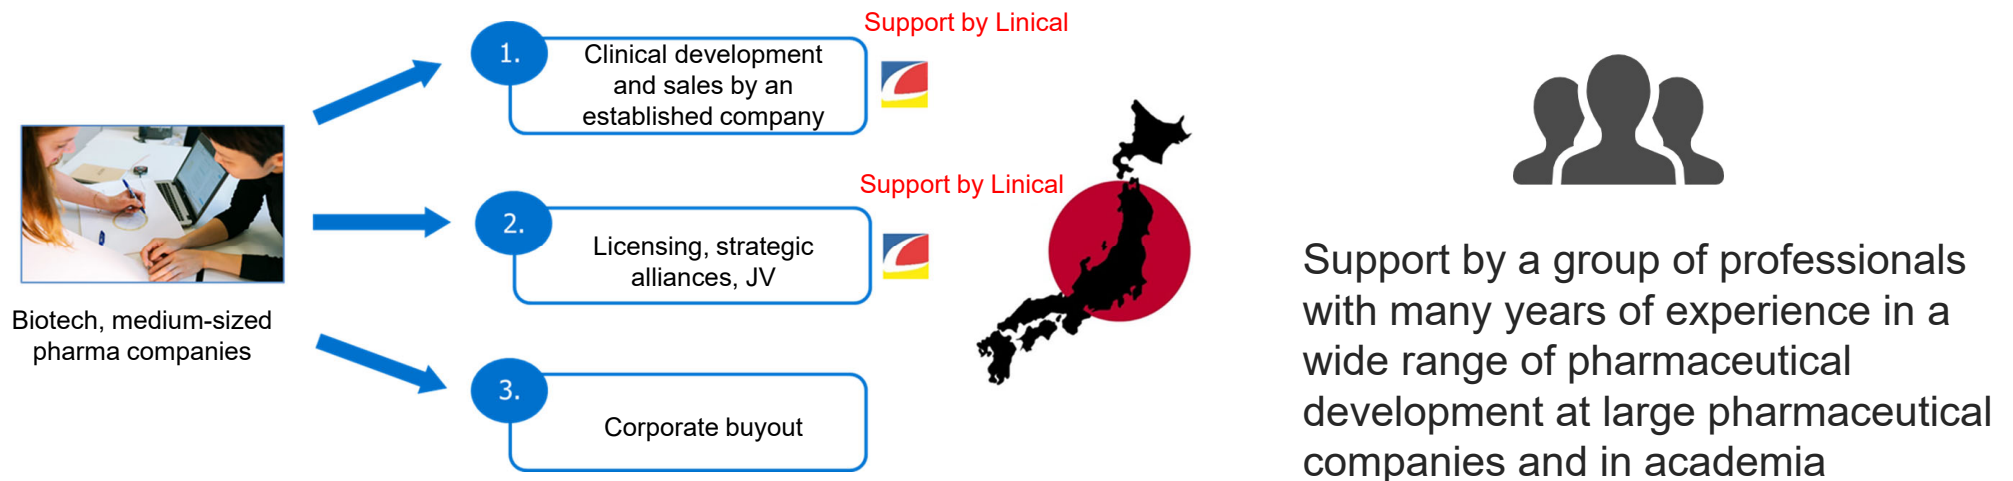 Support by Linical
1.
Clinical development
and sales by an
established company
Support by Linical
2.
Licensing, strategic
alliances, JV
Biotech, medium-sized
pharma companies
3.
Corporate buyout
Support by a group of professionals
with many years of experience in a
wide range of pharmaceutical
development at large pharmaceutical
companies and in academia